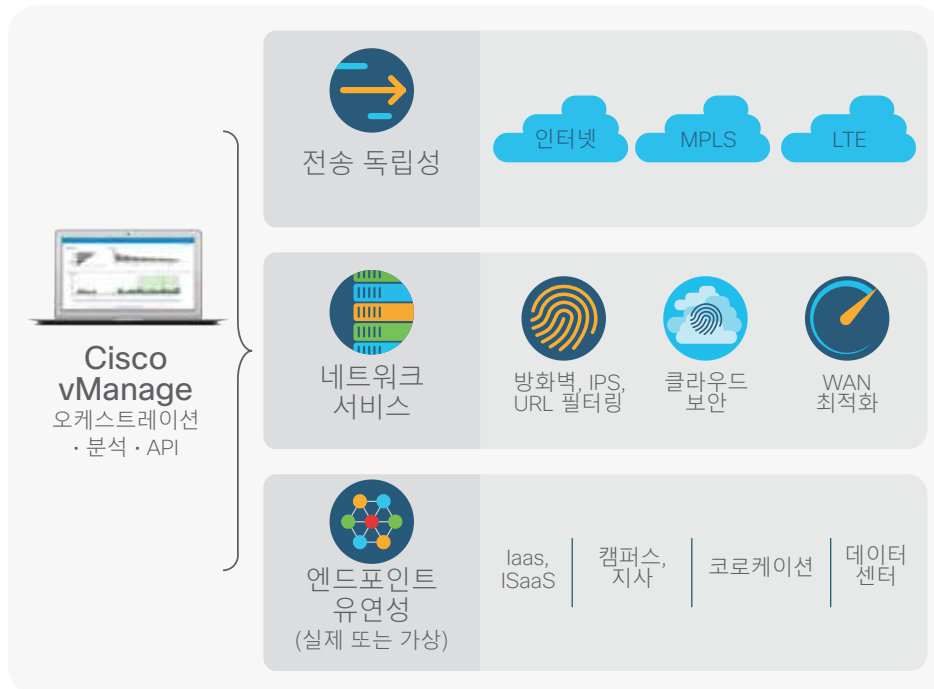 Cisco
vManage
오케스트레이션
· 분석 · API
전송 독립성
인터넷
MPLS
LTE
네트워크
서비스
방화벽, IPS,
URL 필터링
클라우드
보안
WAN
최적화
엔드포인트
유연성
(실제 또는 가상)
Iaas,
ISaaS
캠퍼스,
지사
코로케이션
데이터
센터